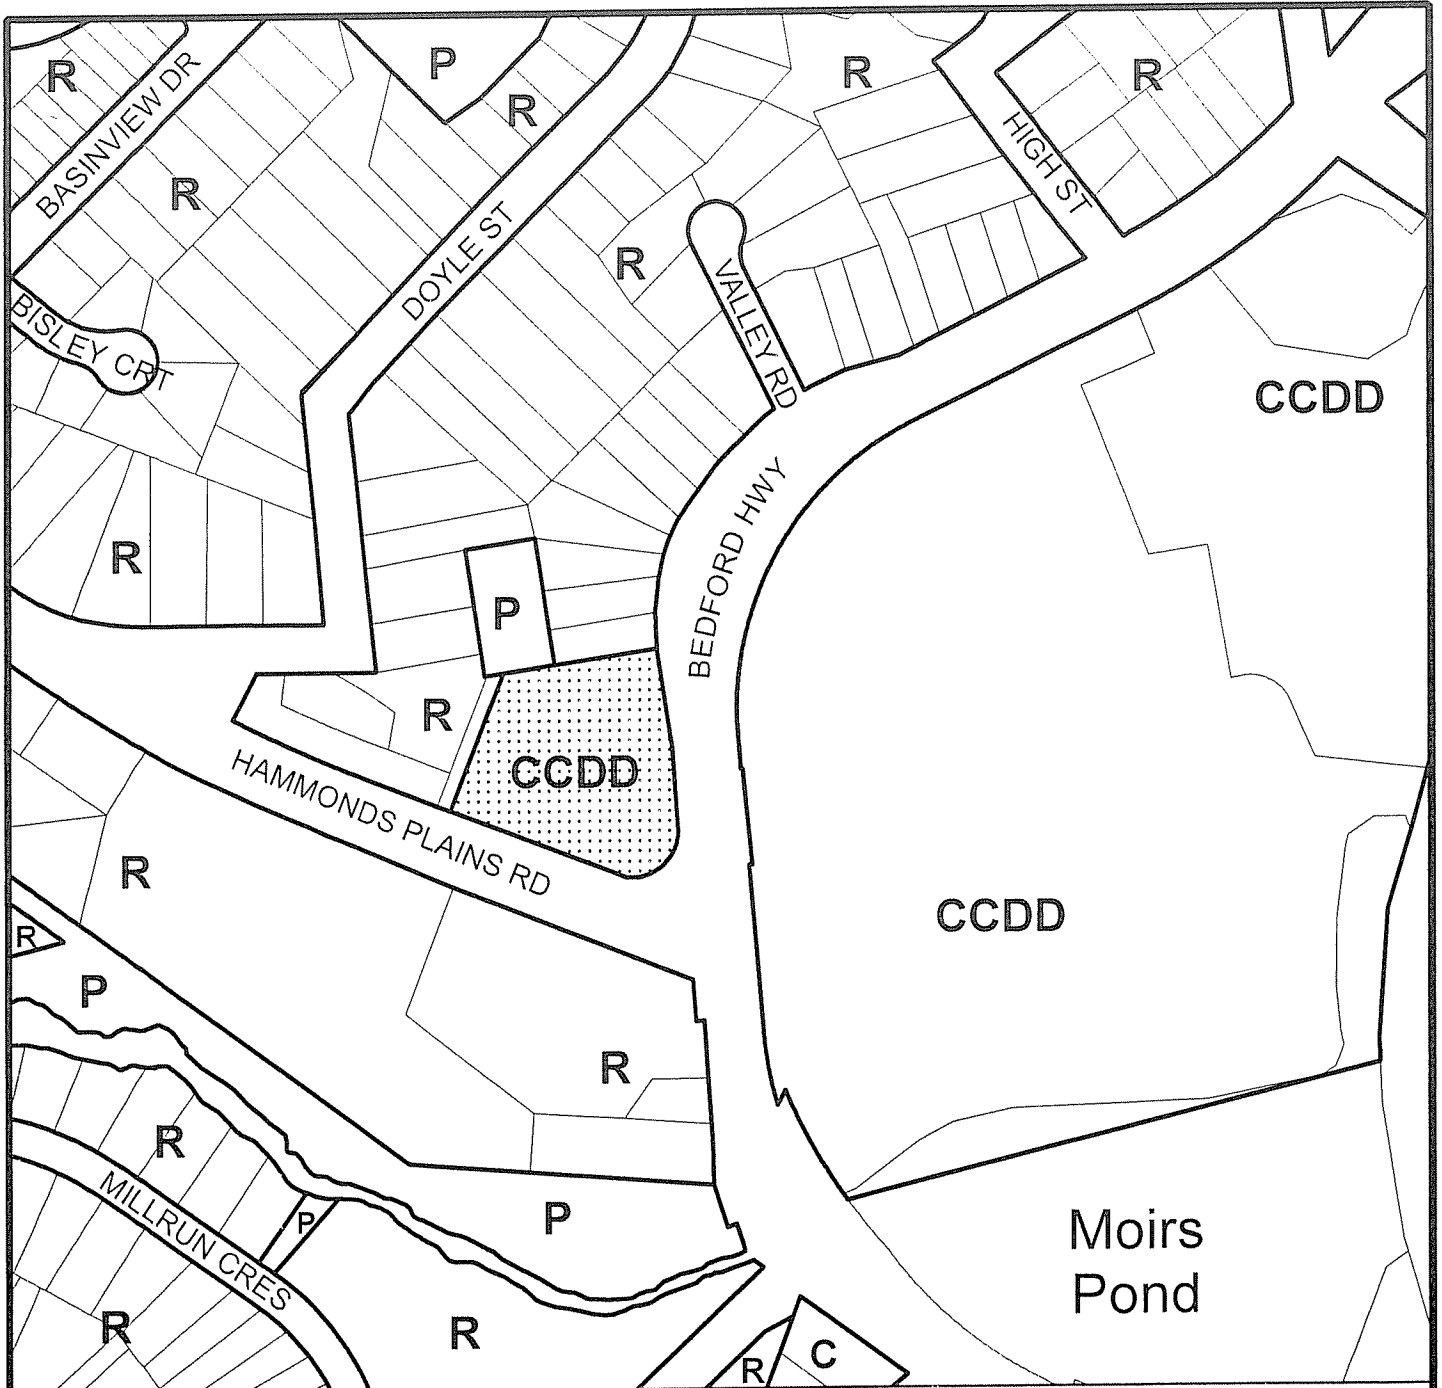 P
R
R
R
R
BASINVIEW DR
HIGH ST
R
R
DOYLE ST
VALLEY RD
BISLEY CRT
CCDD
R
BEDFORD HWY
P
R
CCDD
HAMMONDS PLAINS RD
R
CCDD
R
P
R
R
MILLRUN CRES
P
P
Moirs
Pond
R
R
C
R